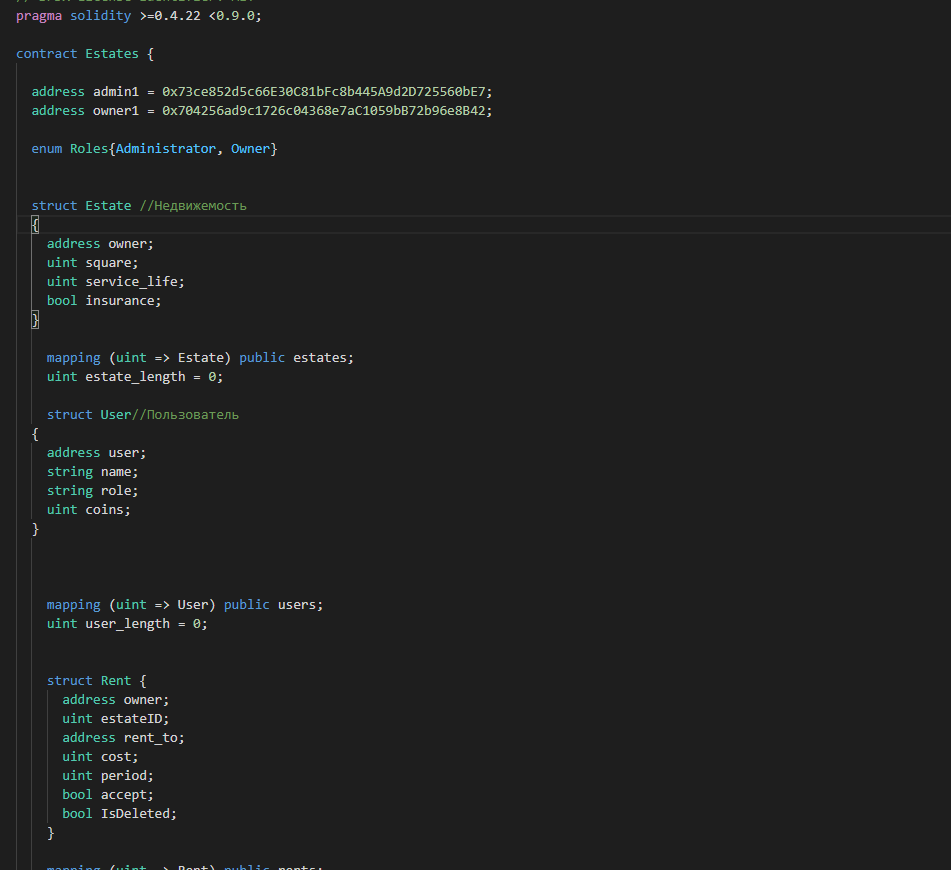 pragma solidity >=0.4.22 <0.9.0;
contract Estates {
address admin1 = 0x73ce852d5c66E30C81bFc8b445A9d2D725560bE7;
address owner1 = 0x704256ad9c1726c04368e7aC1059bB72b96e8B42;
enum Roles{Administrator, Owner}
struct Estate //Недвижемость
{
address owner;
uint square;
uint service_life;
bool insurance;
}
mapping (uint => Estate) public estates;
uint estate_length = 0;
struct User//Пользователь
{
address user;
string name;
string role;
uint coins;
}
mapping (uint => User) public users;
uint user_length = 0;
struct Rent {
address owner;
uint estateID;
address rent_to;
uint cost;
uint period;
bool accept;
bool IsDeleted;
}
mapping (uint => Rent) public rents;